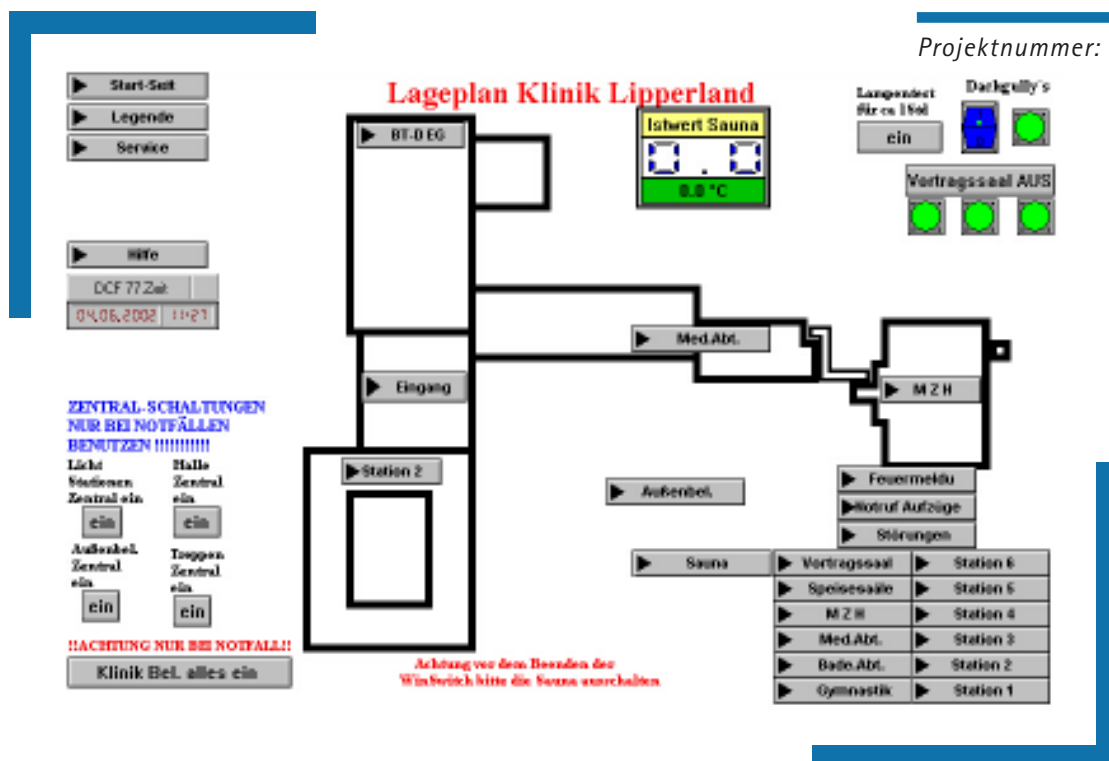 Projektnummer:
Start-Seit
Legende
Service
Lageplan Klinik Lipperland
Istwert Sauna
0.0
0.0 °C
Lampentest
für ca 1Std
ein
Dachgully`s
Vortragssaal AUS
BT-D EG
Hilfe
DCF 77 Zeit
04.06.2002 11:27
Med.Abt.
Eingang
M Z H
ZENTRAL-SCHALTUNGEN
NUR BEI NOTFÄLLEN
BENUTZEN !!!!!!!!!!!
Licht
Stationen
Zentral ein
ein
Halle
Zentral
ein
ein
Außenbel.
Zentral
ein
ein
Treppen
Zentral
ein
ein
!!ACHTUNG NUR BEI NOTFALL!!
Klinik Bel. alles ein
Station 2
Außenbel.
Feuermeldu
Notruf Aufzüge
Störungen
Sauna
Vortragssaal
Station 6
Speisesaäle
Station 5
M Z H
Station 4
Med.Abt.
Station 3
Bade.Abt.
Station 2
Gymnastik
Station 1
Achtung vor dem Beenden der
WinSwitch bitte die Sauna ausschalten